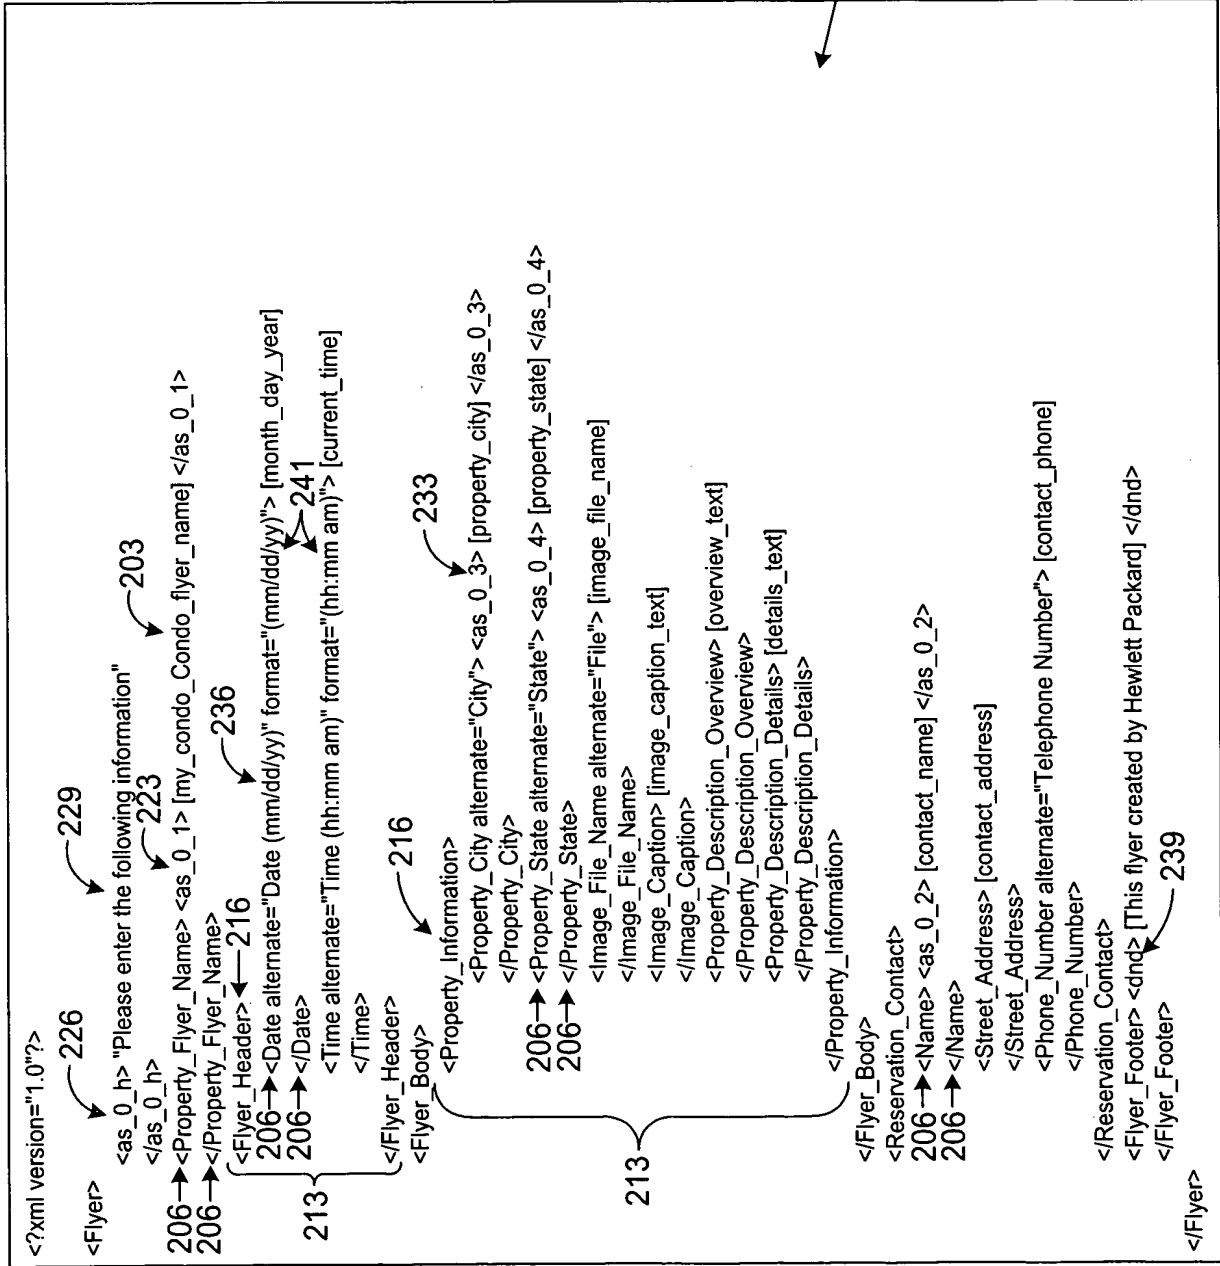 <?xml version="1.0"?>
<Flyer>
226
229
<as_0_h> "Please enter the following information"
</as_0_h>
223
203
206 <Property_Flyer_Name> <as_0_1> [my_condo_Condo_flyer_name] </as_0_1>
206 </Property_Flyer_Name>
<Flyer_Header> 216
236
206 <Date alternate="Date (mm/dd/yy)" format="(mm/dd/yy)"> [month_day_year]
206 </Date>
241
<Time alternate="Time (hh:mm am)" format="(hh:mm am)"> [current_time]
</Time>
213
</Flyer_Header>
<Flyer_Body>
216
<Property_Information>
233
<Property_City alternate="City"> <as_0_3> [property_city] </as_0_3>
</Property_City>
206 <Property_State alternate="State"> <as_0_4> [property_state] </as_0_4>
206 </Property_State>
<Image_File_Name alternate="File"> [image_file_name]
</Image_File_Name>
<Image_Caption> [image_caption_text]
</Image_Caption>
213
<Property_Description_Overview> [overview_text]
</Property_Description_Overview>
<Property_Description_Details> [details_text]
</Property_Description_Details>
</Property_Information>
</Flyer_Body>
<Reservation_Contact>
206 <Name> <as_0_2> [contact_name] </as_0_2>
206 </Name>
<Street_Address> [contact_address]
</Street_Address>
<Phone_Number alternate="Telephone Number"> [contact_phone]
</Phone_Number>
</Reservation_Contact>
<Flyer_Footer> <dnd> [This flyer created by Hewlett Packard] </dnd>
</Flyer_Footer>
239
</Flyer>